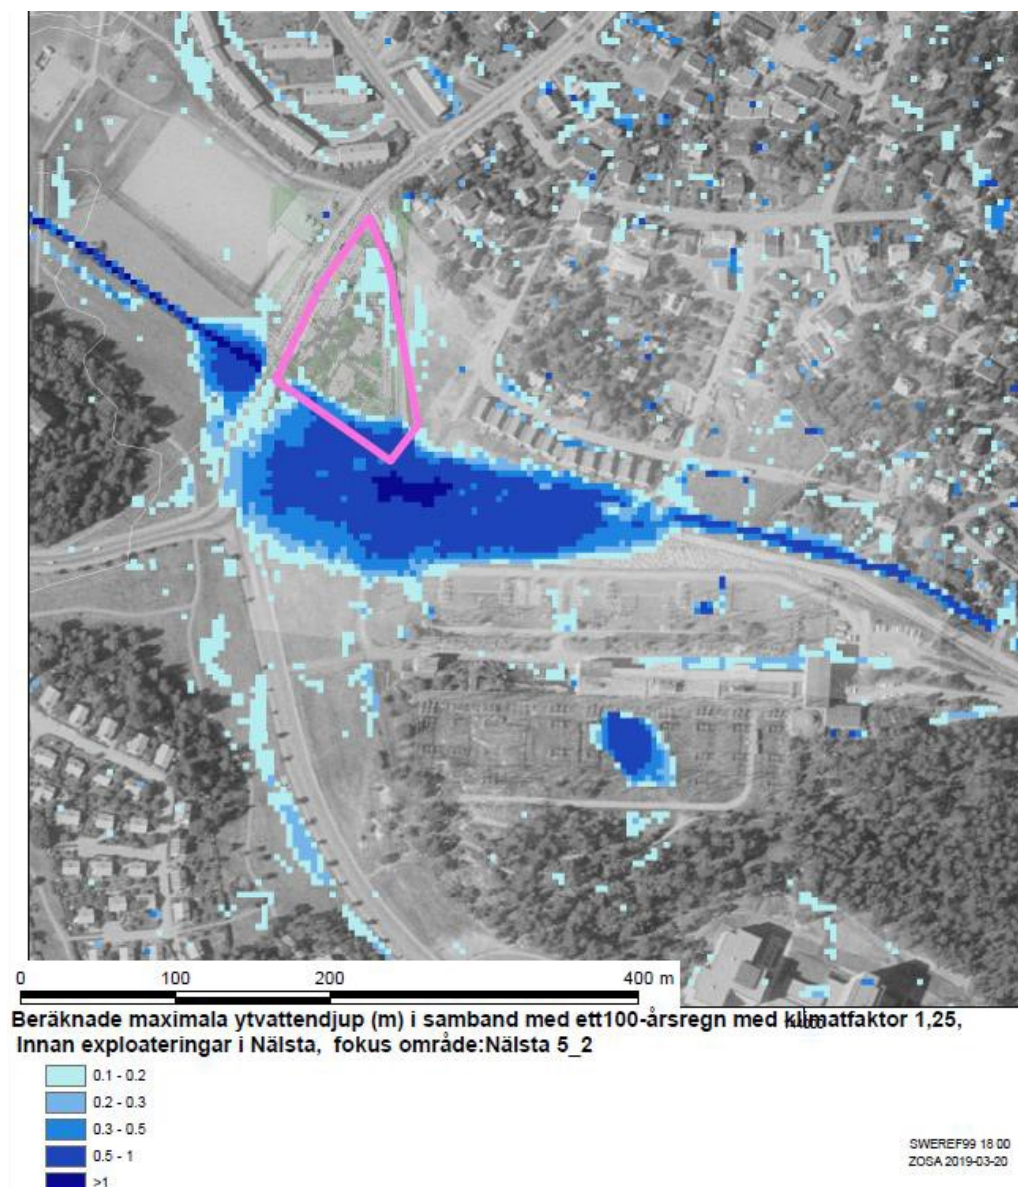 0 100 200 400 m
Beräknade maximala ytvattendjup (m) i samband med ett100-årsregn med klimatfaktor 1,25,
Innan exploateringar i Nälsta, fokus område:Nälsta 5_2
0.1 - 0.2
0.2 - 0.3
0.3 - 0.5
0.5 - 1
>1
SWEREF99 18 00
ZOSA 2019-03-20